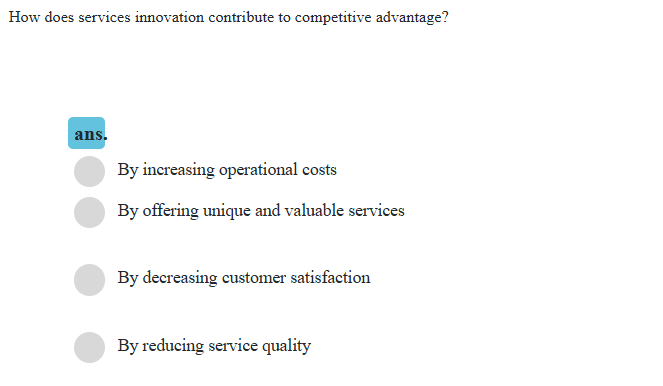 How does services innovation contribute to competitive advantage?
ans.
By increasing operational costs
By offering unique and valuable services
By decreasing customer satisfaction
By reducing service quality